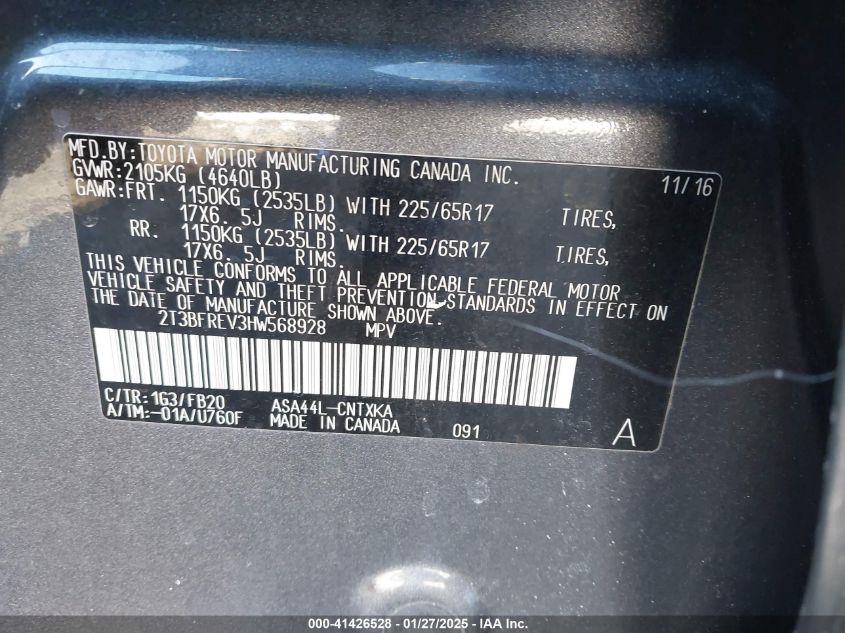 MFD.BY:TOYOTA MOTOR MANUFACTURING CANADA INC. 11/16
GVWR:2105KG (4640LB)
GAWR:FRT. 1150KG (2535LB) WITH 225/65R17 TIRES,
17X6. 5J RIMS.
RR. 1150KG (2535LB) WITH 225/65R17 TIRES,
17X6. 5J RIMS.
THIS VEHICLE CONFORMS TO ALL APPLICABLE FEDERAL MOTOR
VEHICLE SAFETY AND THEFT PREVENTION STANDARDS IN EFFECT ON
THE DATE OF MANUFACTURE SHOWN ABOVE.
2T3BFREV3HW568928 MPV
C/TR:1G3/FB20 ASA44L-CNTXKA
A/TM:-01A/U760F MADE IN CANADA 091 A
000-41426528 - 01/27/2025 - IAA Inc.